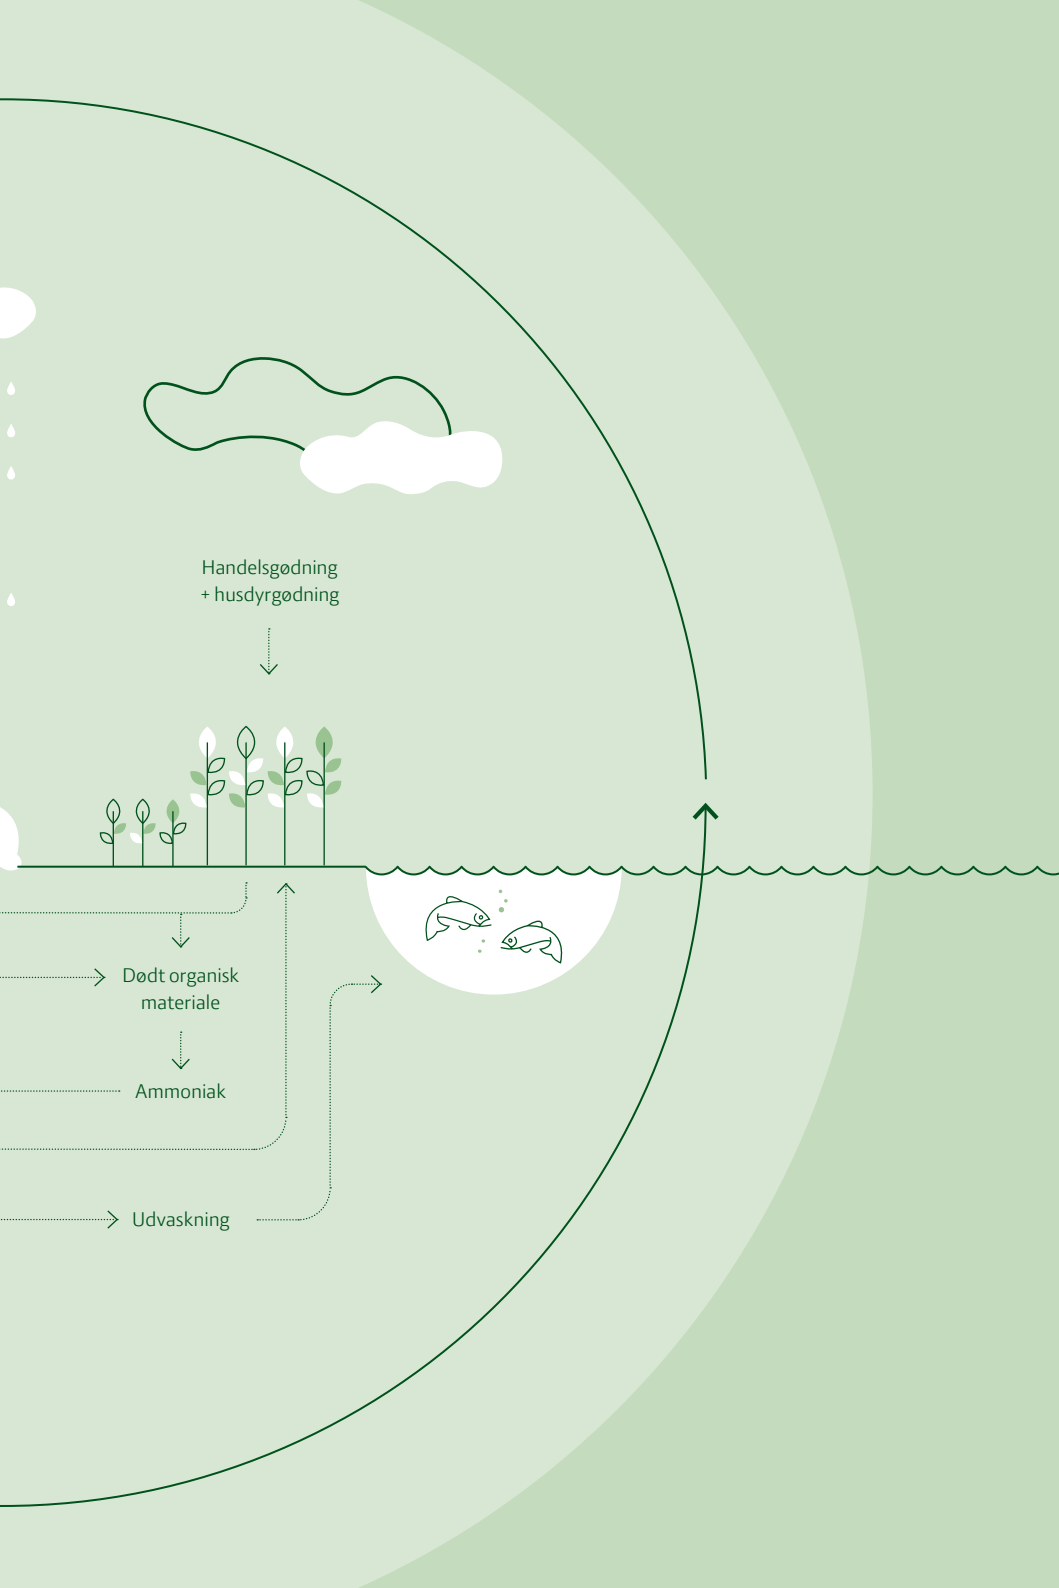 Handelsgødning
+ husdyrgødning
Dødt organisk
materiale
Ammoniak
Udvaskning